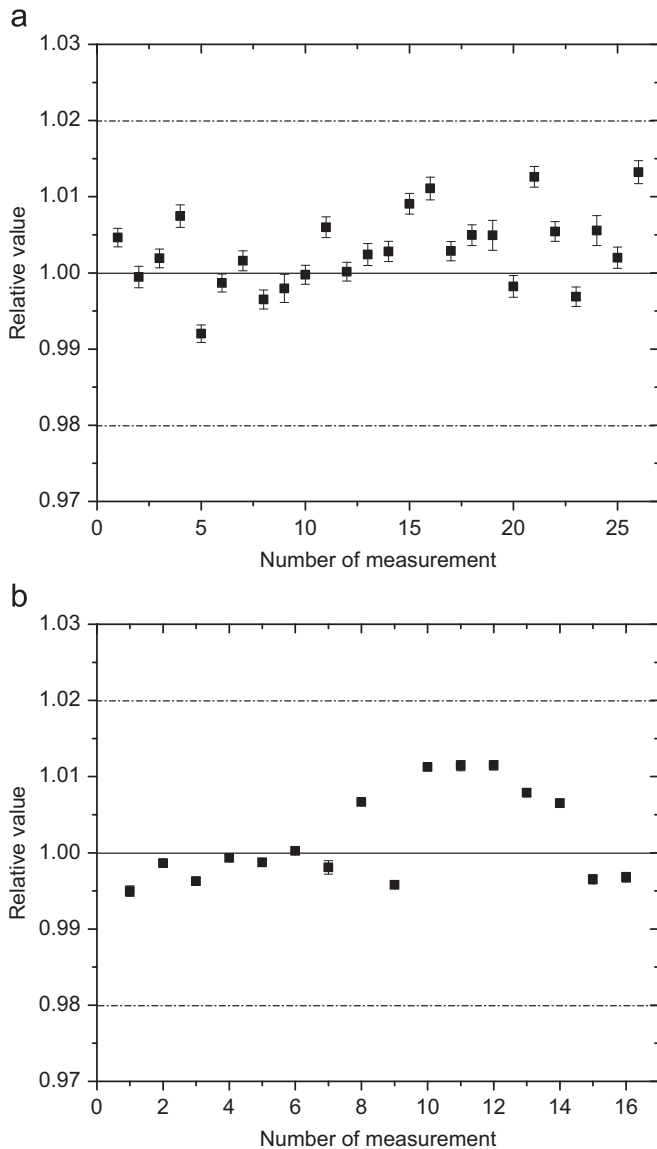 a
1.03
1.02
1.01
1.00
0.99
0.98
0.97
Relative value
0 5 10 15 20 25
Number of measurement
b
1.03
1.02
1.01
1.00
0.99
0.98
0.97
Relative value
0 2 4 6 8 10 12 14 16
Number of measurement